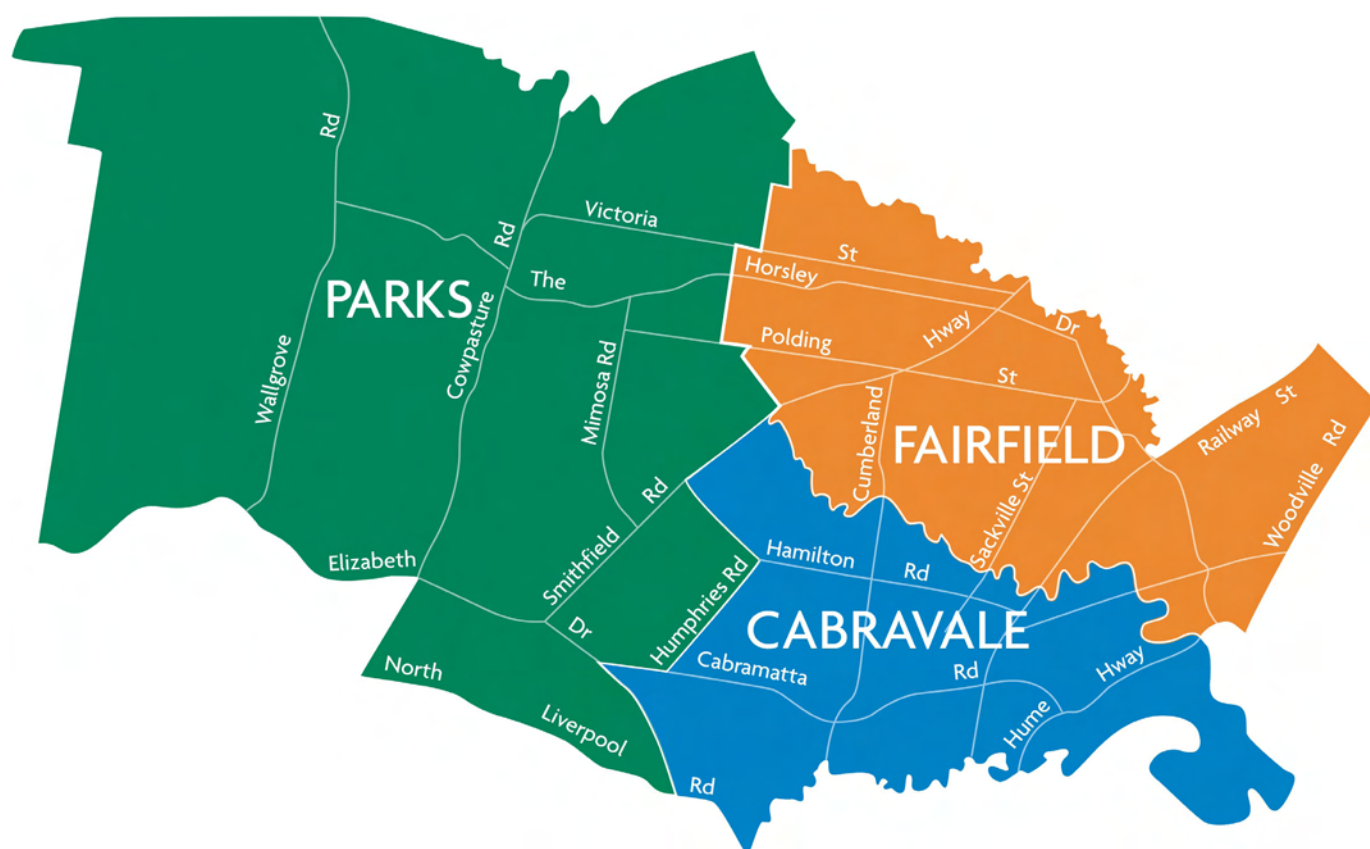 Rd
Victoria
St
Rd
The
Horsley
PARKS
Hway
Dr
Polding
Cowpasture
Wallgrove
Mimosa Rd
St
Cumberland
Railway
St
FAIRFIELD
Rd
Woodville
Rd
Sackville St
Hamilton
Rd
Elizabeth
Smithfield
Humphries Rd
Dr
CABRAVALE
North
Cabramatta
Rd
Hway
Liverpool
Hume
Rd